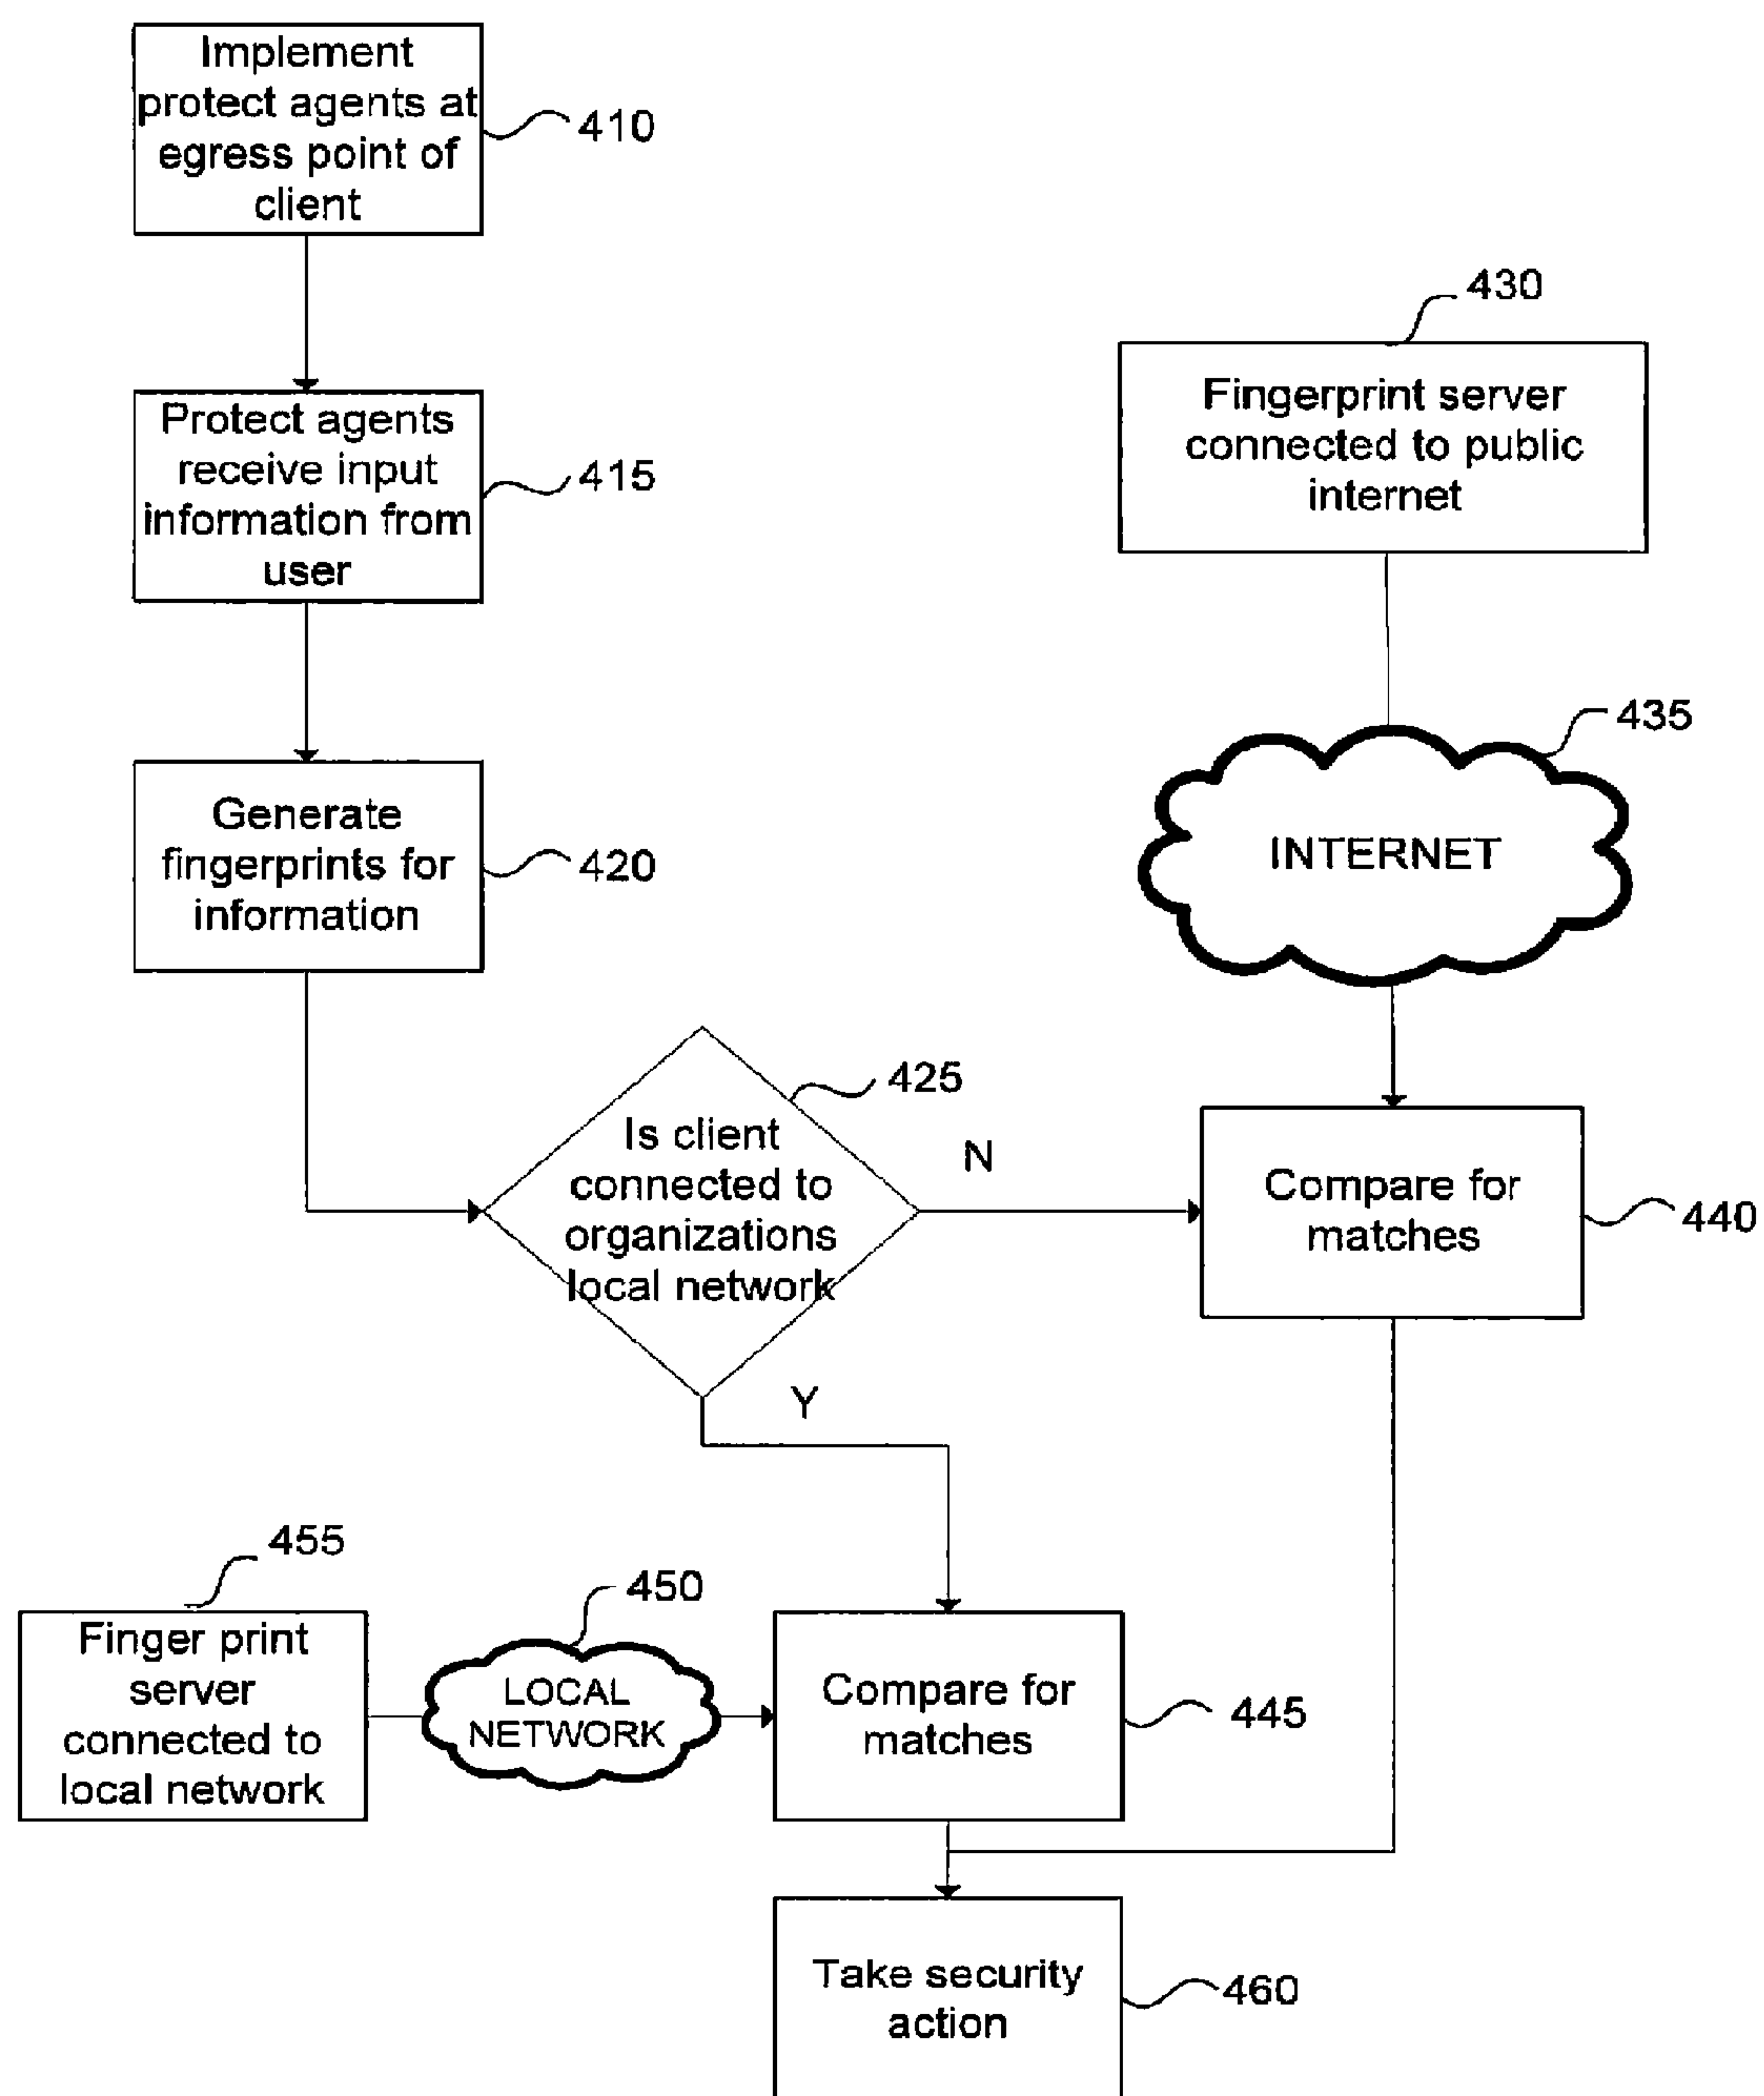 Implement
protect agents at
egress point of
client
410
Protect agents
receive input
information from
user
415
430
Fingerprint server
connected to public
internet
435
INTERNET
Generate
fingerprints for
information
420
425
Is client
connected to
organizations
local network
N
Y
Compare for
matches
440
455
Finger print
server
connected to
local network
450
LOCAL
NETWORK
Compare for
matches
445
Take security
action
460